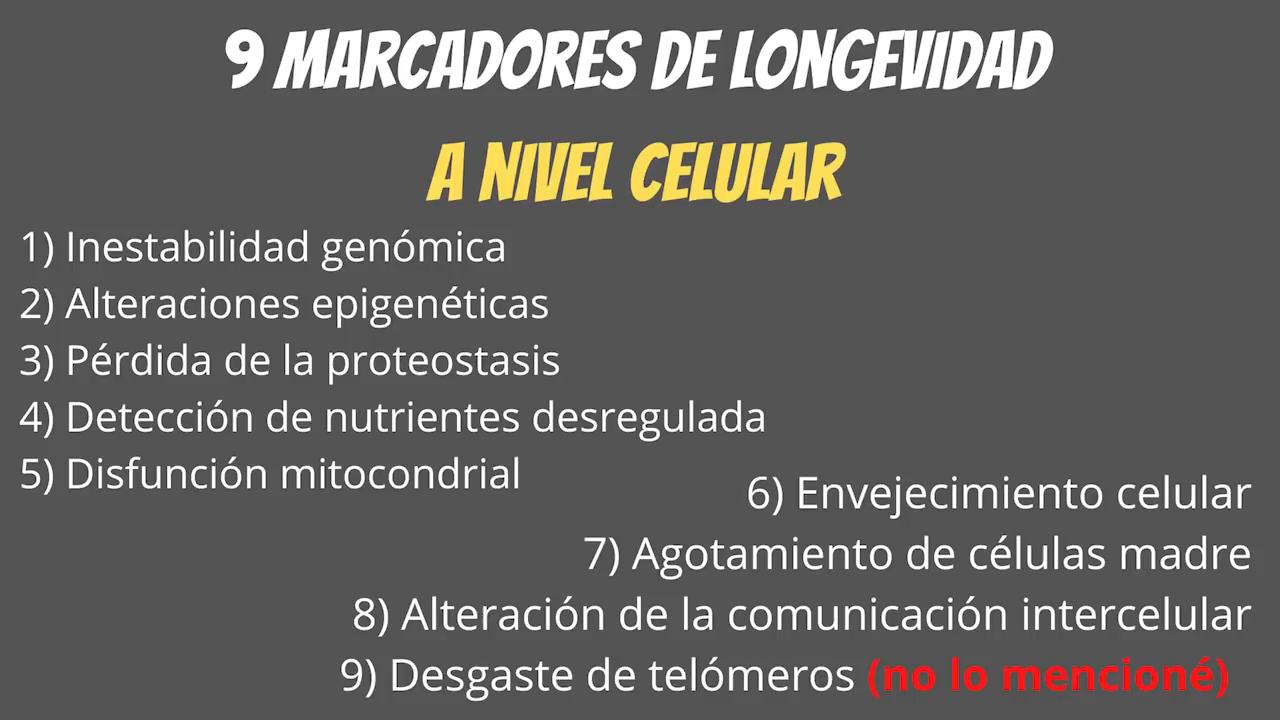 9 MARCADORES DE LONGEVIDAD
A NIVEL CELULAR
1) Inestabilidad genómica
2) Alteraciones epigenéticas
3) Pérdida de la proteostasis
4) Detección de nutrientes desregulada
5) Disfunción mitocondrial
6) Envejecimiento celular
7) Agotamiento de células madre
8) Alteración de la comunicación intercelular
9) Desgaste de telómeros (no lo mencioné)